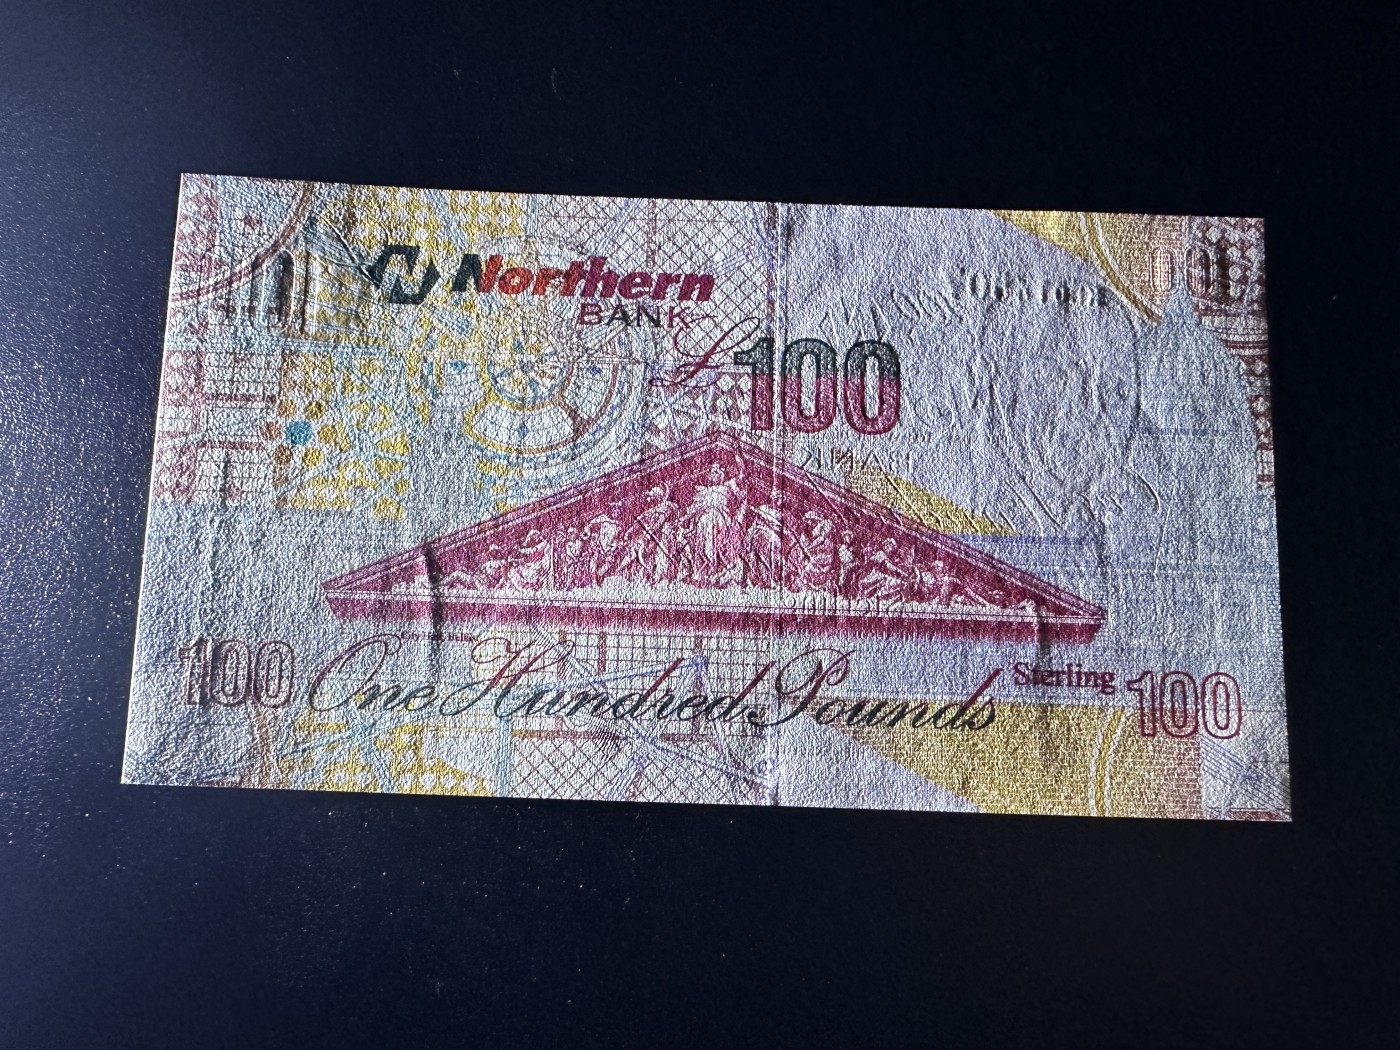 Northern
BANK
£100
100 One Hundred Pounds Sterling 100